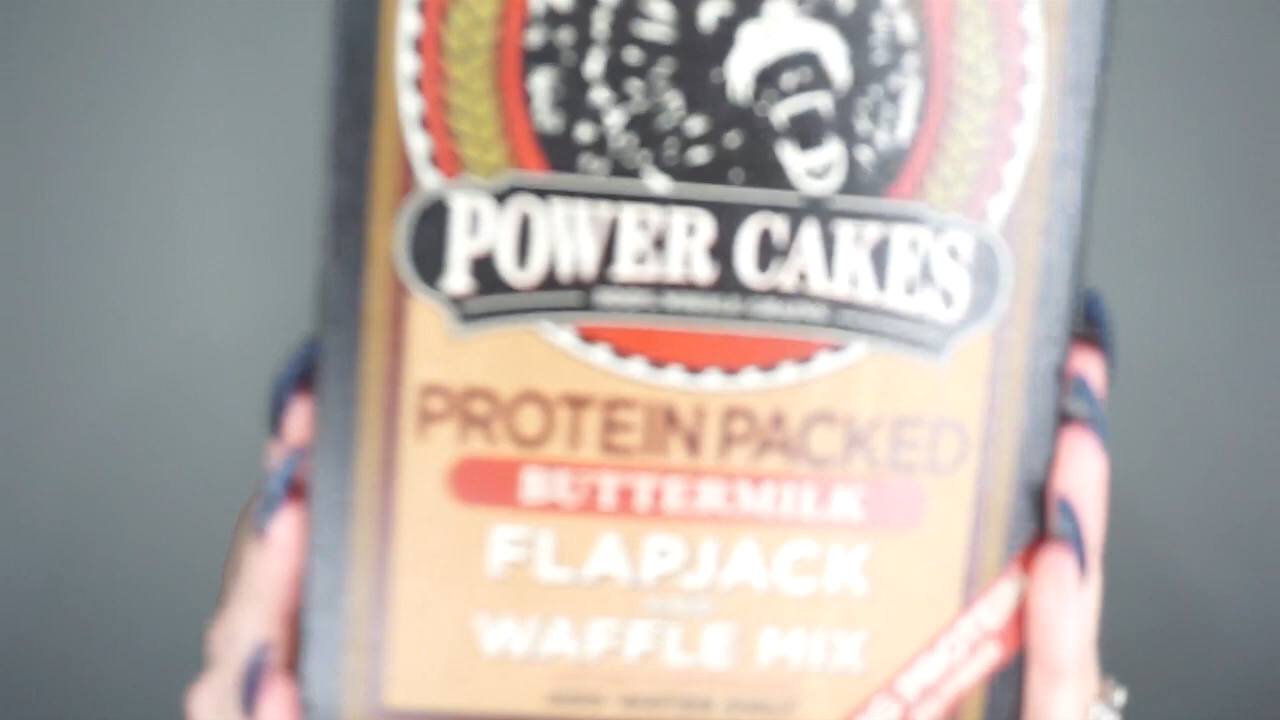 POWER CAKES
PROTEIN PACKED
BUTTERMILK
FLAPJACK
WAFFLE MIX